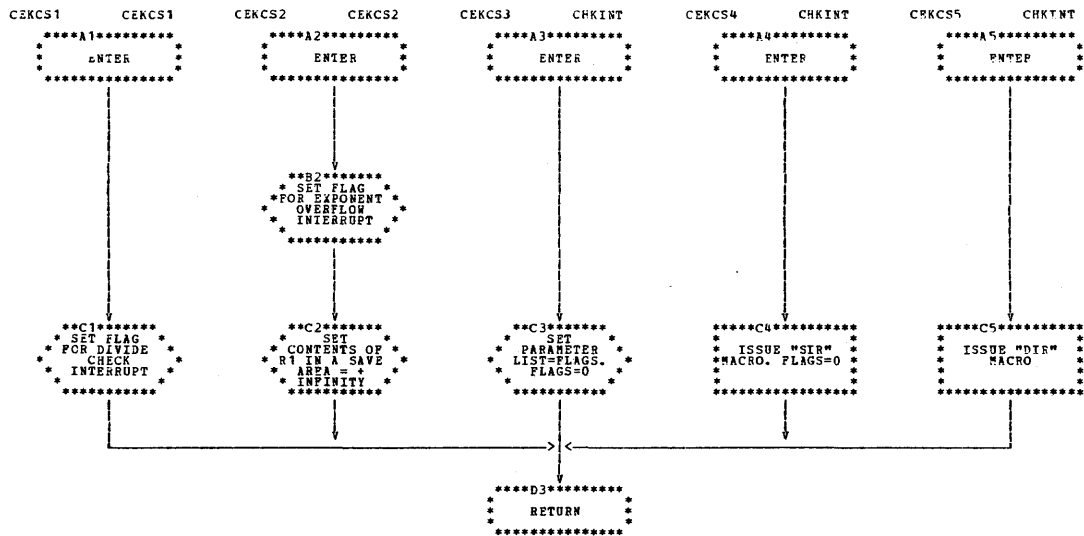 CEKCS1 CEKCS1 CEKCS2 CEKCS2 CEKCS3 CHKINT CEKCS4 CHKINT CEKCS5 CHKINT
A1 A2 A3 A4 A5
ENTER ENTER ENTER ENTER ENTER
B2
SET FLAG
FOR EXPONENT
OVERFLOW
INTERRUPT
C1
SET FLAG
FOR DIVIDE
CHECK
INTERRUPT
C2
SET
CONTENTS OF
R1 IN A SAVE
AREA = +
INFINITY
C3
SET
PARAMETER
LIST=FLAGS.
FLAGS=0
C4
ISSUE "SIR"
MACRO. FLAGS=0
C5
ISSUE "DIR"
MACRO
D3
RETURN